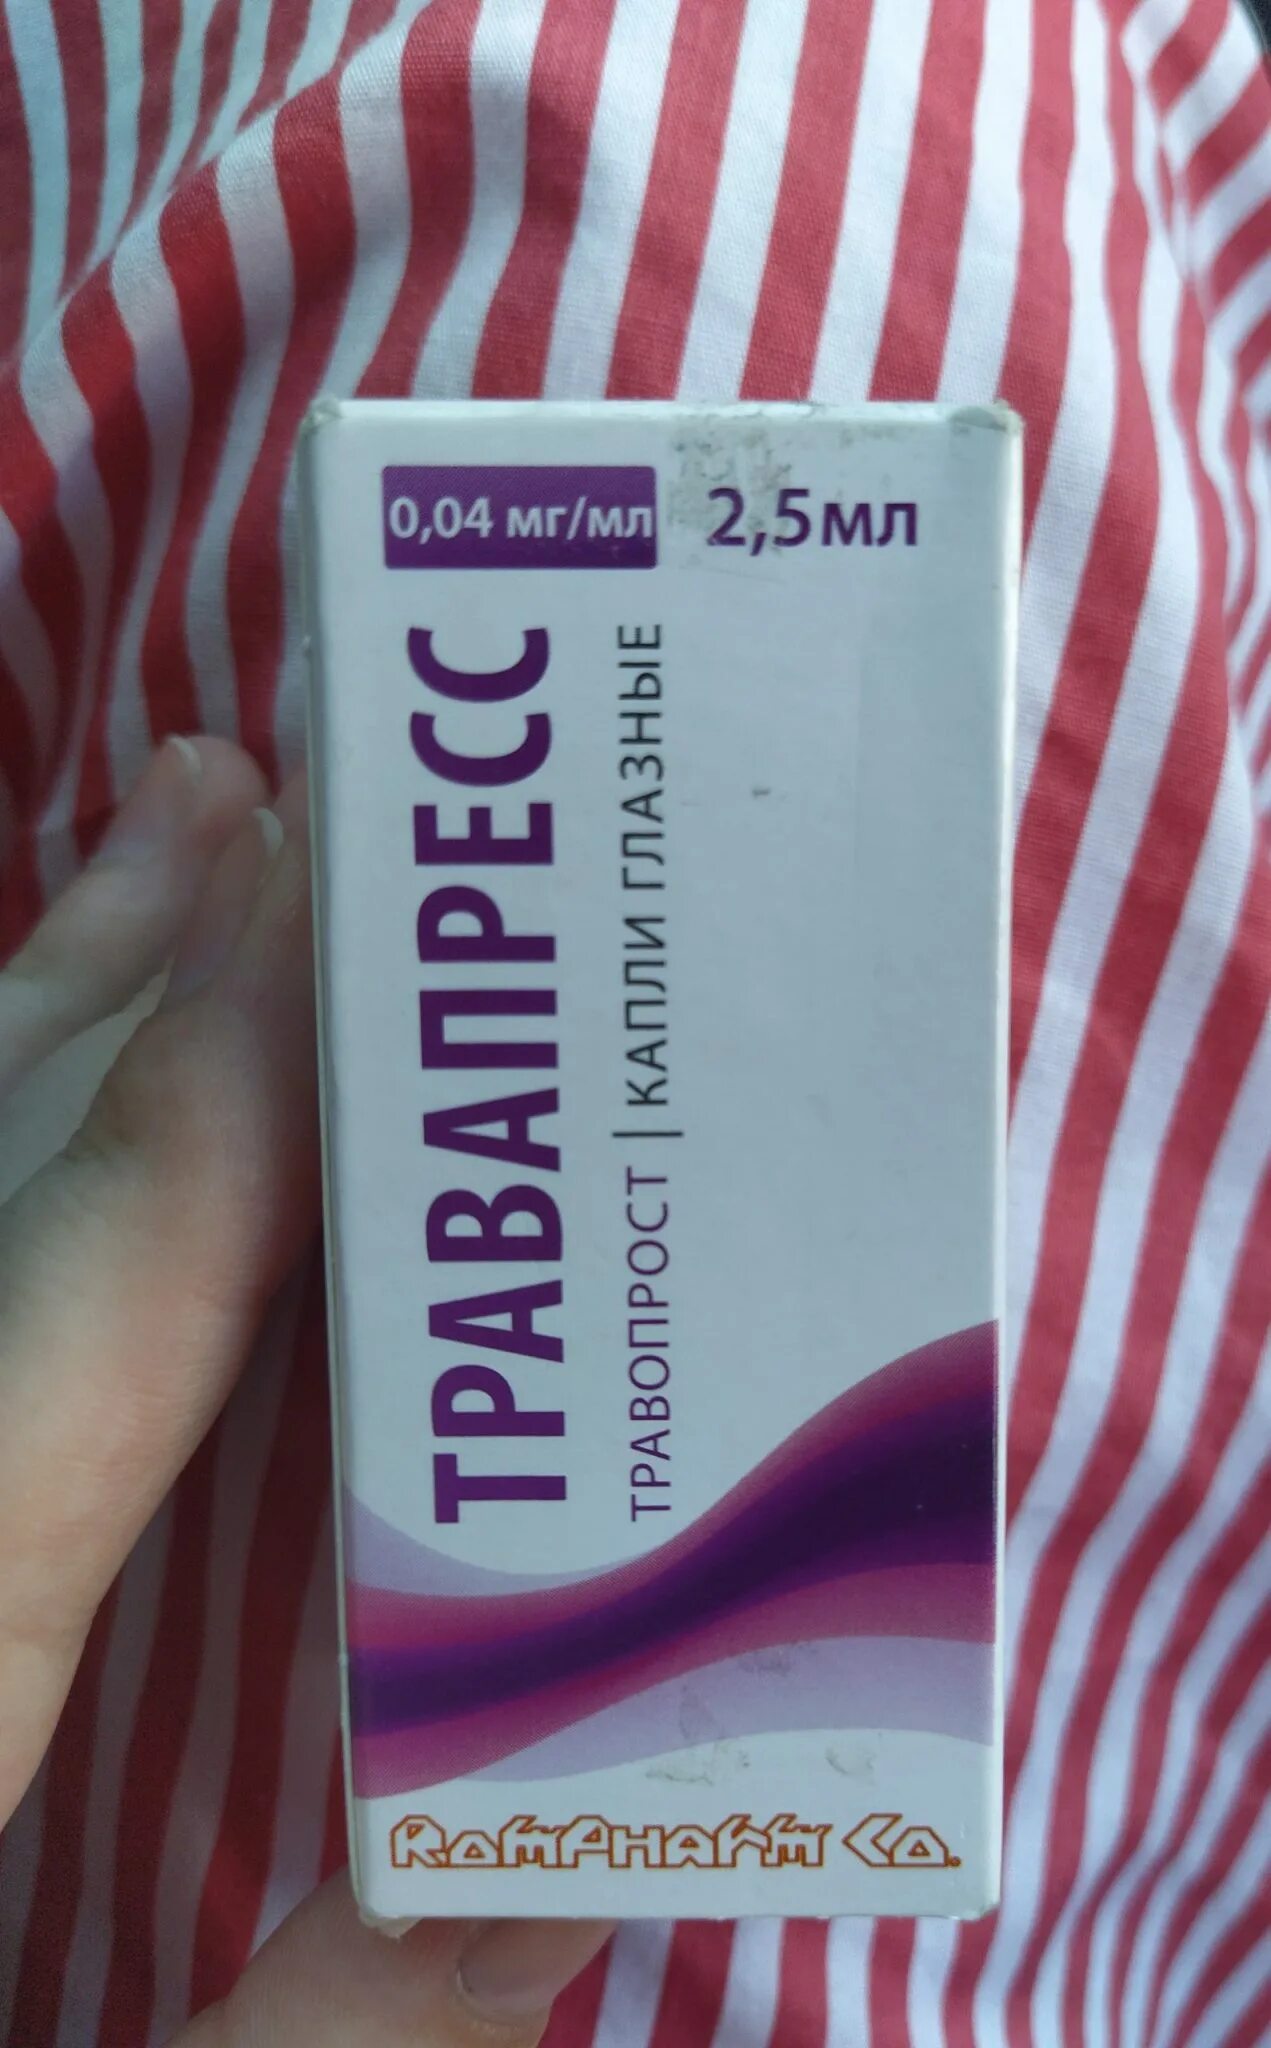 0,04 мг/мл 2,5мл
ТРАВАПРЕСС
ТРАВОПРОСТ | КАПЛИ ГЛАЗНЫЕ
ROMPHARM CO.